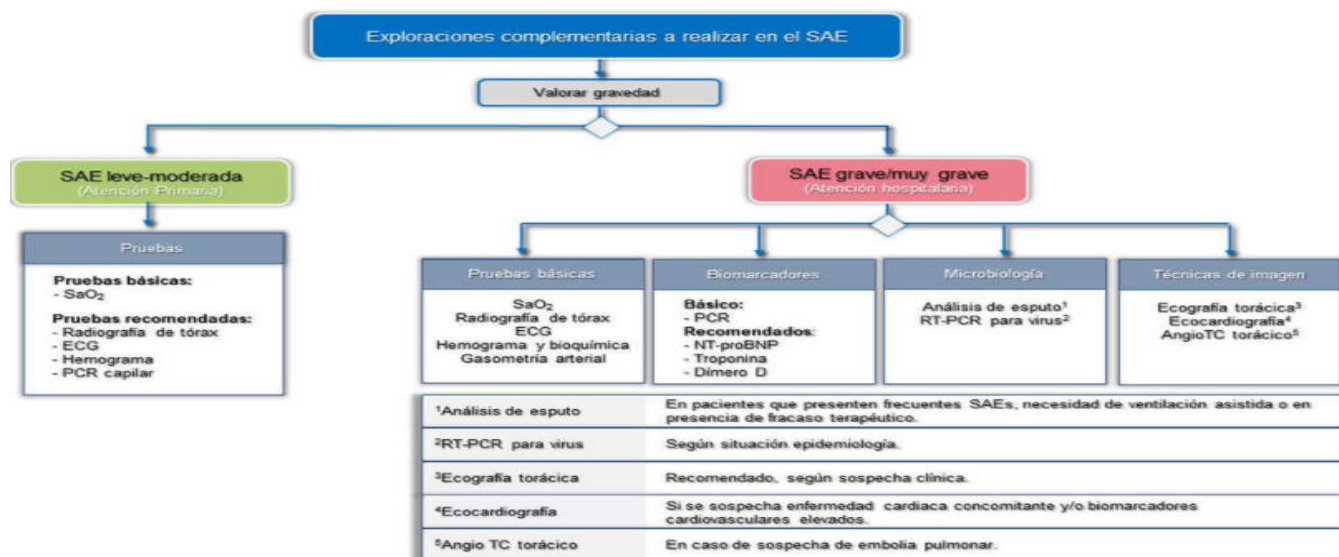 Exploraciones complementarias a realizar en el SAE
Valorar gravedad
SAE leve-moderada
(Atención Primaria)
Pruebas
Pruebas básicas:
- SaO₂
Pruebas recomendadas:
- Radiografía de tórax
- ECG
- Hemograma
- PCR capilar
SAE grave/muy grave
(Atención hospitalaria)
Pruebas básicas
SaO₂
Radiografía de tórax
ECG
Hemograma y bioquímica
Gasometría arterial
Biomarcadores
Básico:
- PCR
Recomendados:
- NT-proBNP
- Troponina
- Dímero D
Microbiología
Análisis de esputo¹
RT-PCR para virus²
Técnicas de imagen
Ecografía torácica³
Ecocardiografía⁴
AngioTC torácico⁵
¹Análisis de esputo
En pacientes que presenten frecuentes SAEs, necesidad de ventilación asistida o en
presencia de fracaso terapéutico.
²RT-PCR para virus
Según situación epidemiología.
³Ecografía torácica
Recomendado, según sospecha clínica.
⁴Ecocardiografía
Si se sospecha enfermedad cardiaca concomitante y/o biomarcadores
cardiovasculares elevados.
⁵Angio TC torácico
En caso de sospecha de embolia pulmonar.